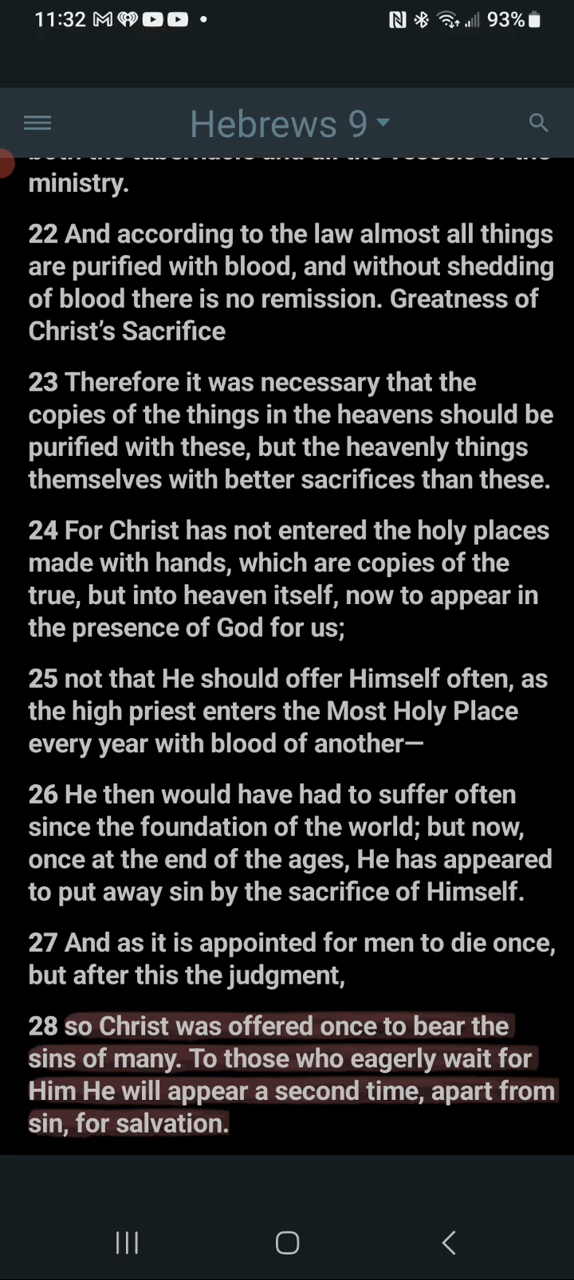 11:32
93%
Hebrews 9
ministry.
22 And according to the law almost all things
are purified with blood, and without shedding
of blood there is no remission. Greatness of
Christ's Sacrifice
23 Therefore it was necessary that the
copies of the things in the heavens should be
purified with these, but the heavenly things
themselves with better sacrifices than these.
24 For Christ has not entered the holy places
made with hands, which are copies of the
true, but into heaven itself, now to appear in
the presence of God for us;
25 not that He should offer Himself often, as
the high priest enters the Most Holy Place
every year with blood of another—
26 He then would have had to suffer often
since the foundation of the world; but now,
once at the end of the ages, He has appeared
to put away sin by the sacrifice of Himself.
27 And as it is appointed for men to die once,
but after this the judgment,
28 so Christ was offered once to bear the
sins of many. To those who eagerly wait for
Him He will appear a second time, apart from
sin, for salvation.